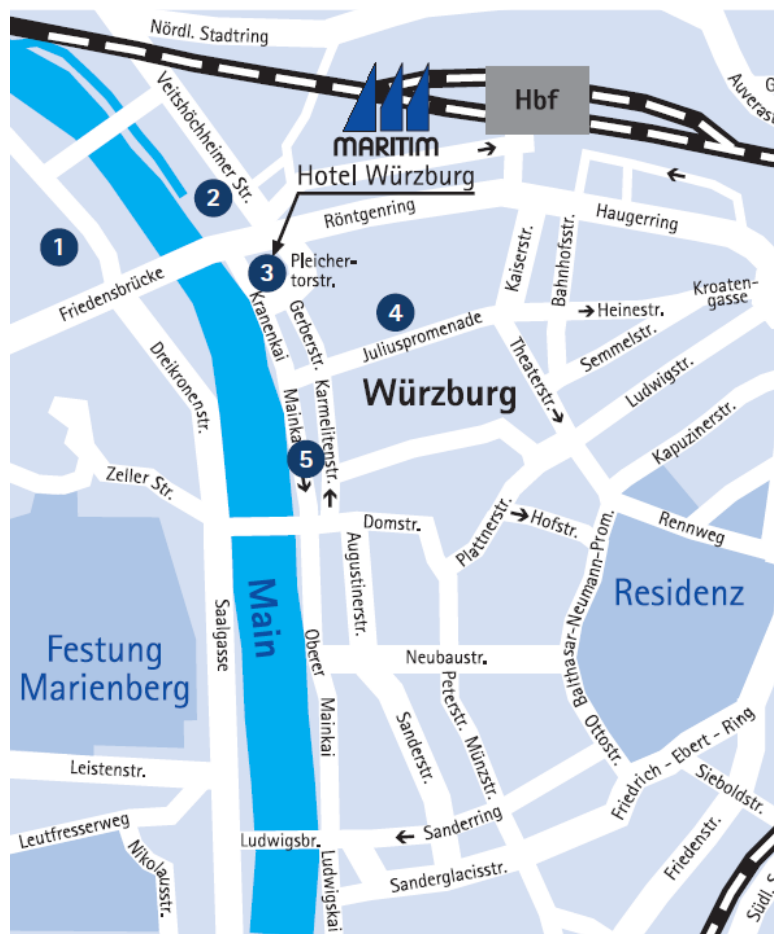 Nördl. Stadtring
Veitshöchheimer Str.
Hbf
MARITIM
Hotel Würzburg
Röntgenring
Haugerring
1
2
3
Pleicher-
torstr.
Friedensbrücke
Kranenkai
Gerberstr.
4
Juliuspromenade
Kaiserstr.
Bahnhofsstr.
Heinestr.
Kroaten-
gasse
Semmelstr.
Theaterstr.
Ludwigstr.
Dreikronenstr.
Würzburg
Karmelitenstr.
5
Kapuzinerstr.
Zeller Str.
Domstr.
Plattnerstr.
Hofstr.
Rennweg
Augustinerstr.
Main
Residenz
Saalgasse
Festung
Marienberg
Balthasar-Neumann-Prom.
Oberer
Mainkai
Neubaustr.
Peterstr.
Münzstr.
Sanderstr.
Ottostr.
Friedrich - Ebert - Ring
Sieboldstr.
Leistenstr.
Leutfresserweg
Nikolausstr.
Ludwigsbr.
Sanderring
Ludwigskai
Sanderglacisstr.
Friedenstr.